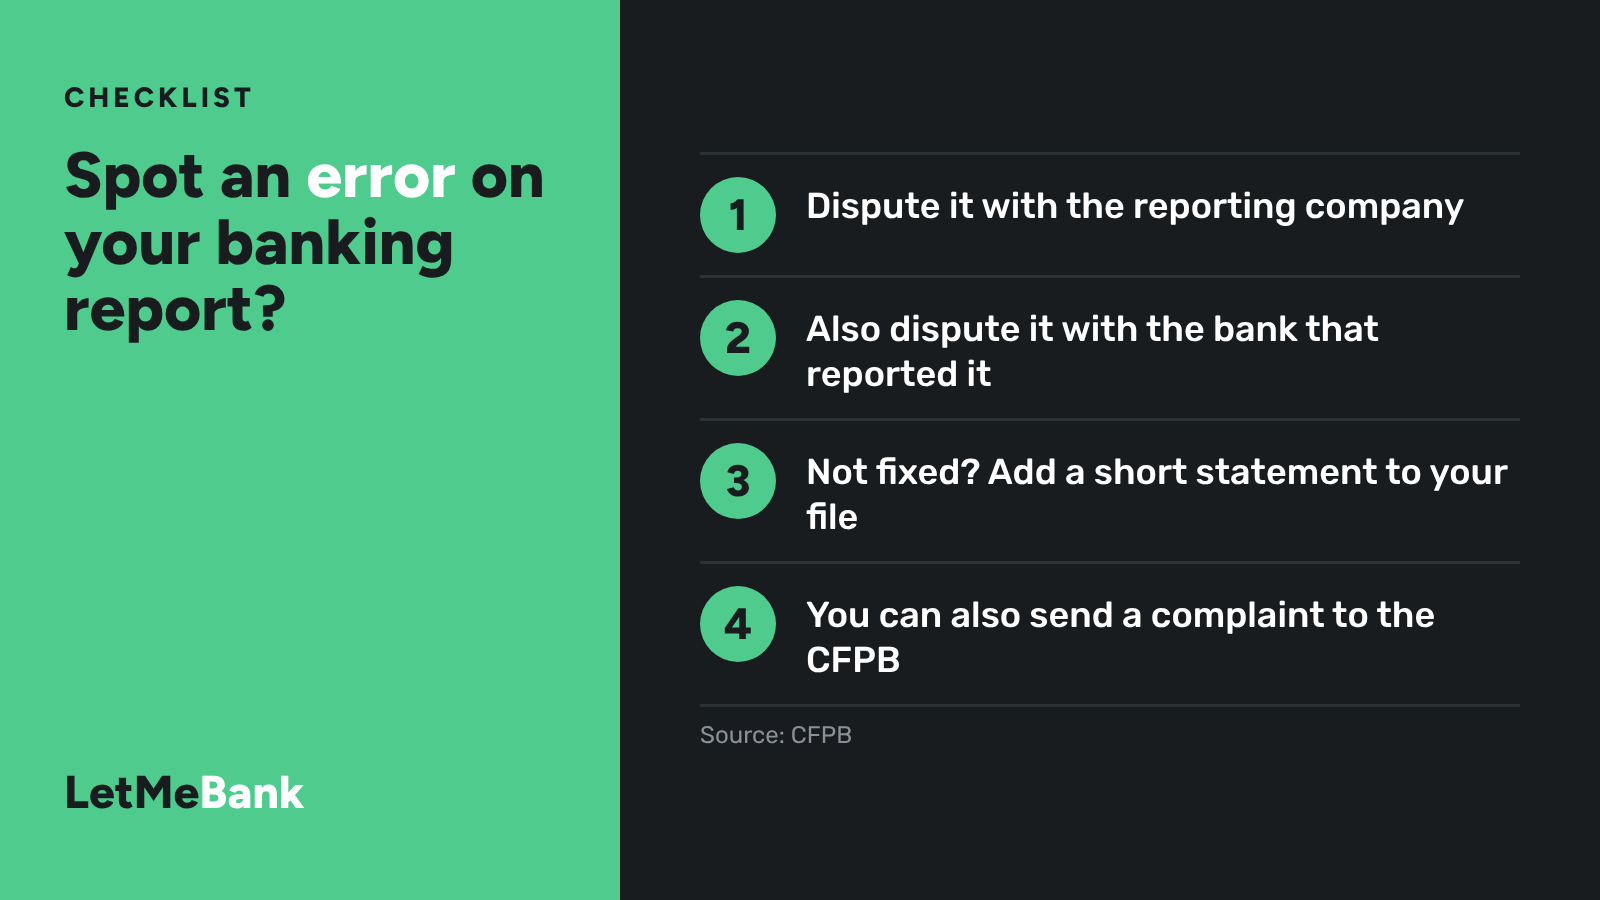 CHECKLIST
Spot an error on
your banking
report?
LetMeBank
1
Dispute it with the reporting company
2
Also dispute it with the bank that
reported it
3
Not fixed? Add a short statement to your
file
4
You can also send a complaint to the
CFPB
Source: CFPB